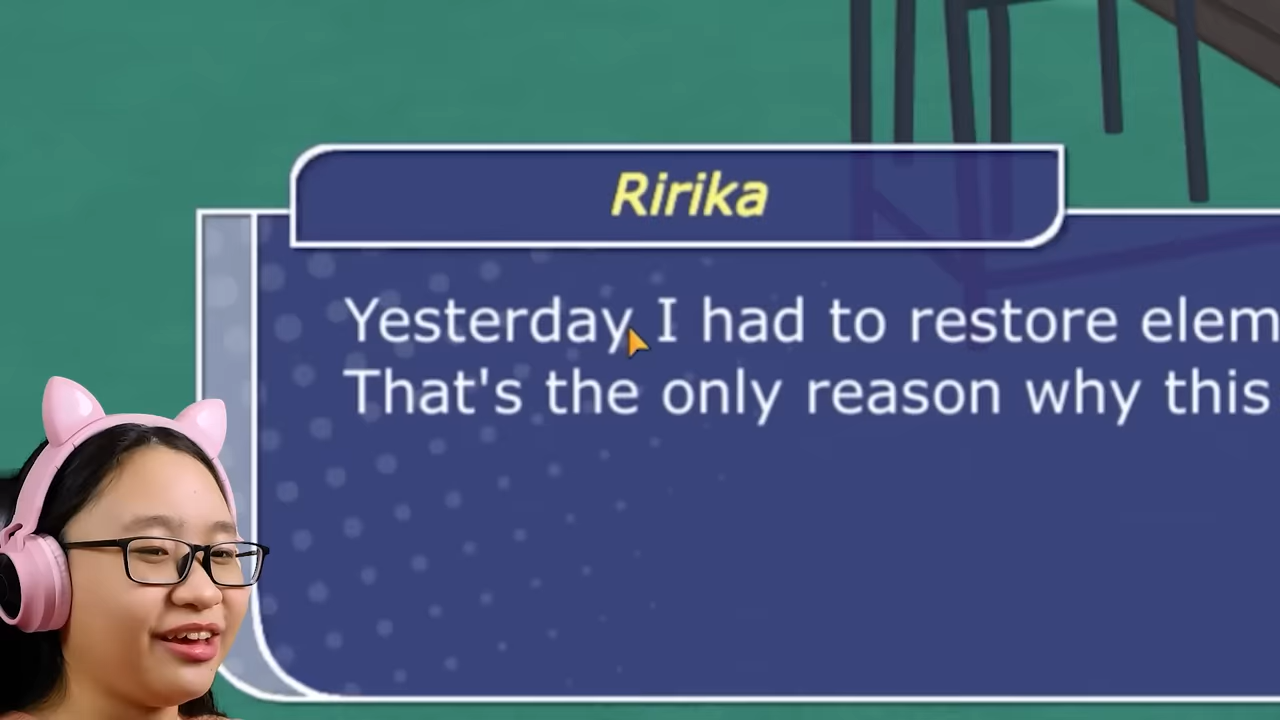 Ririka
Yesterday I had to restore elem
That's the only reason why this